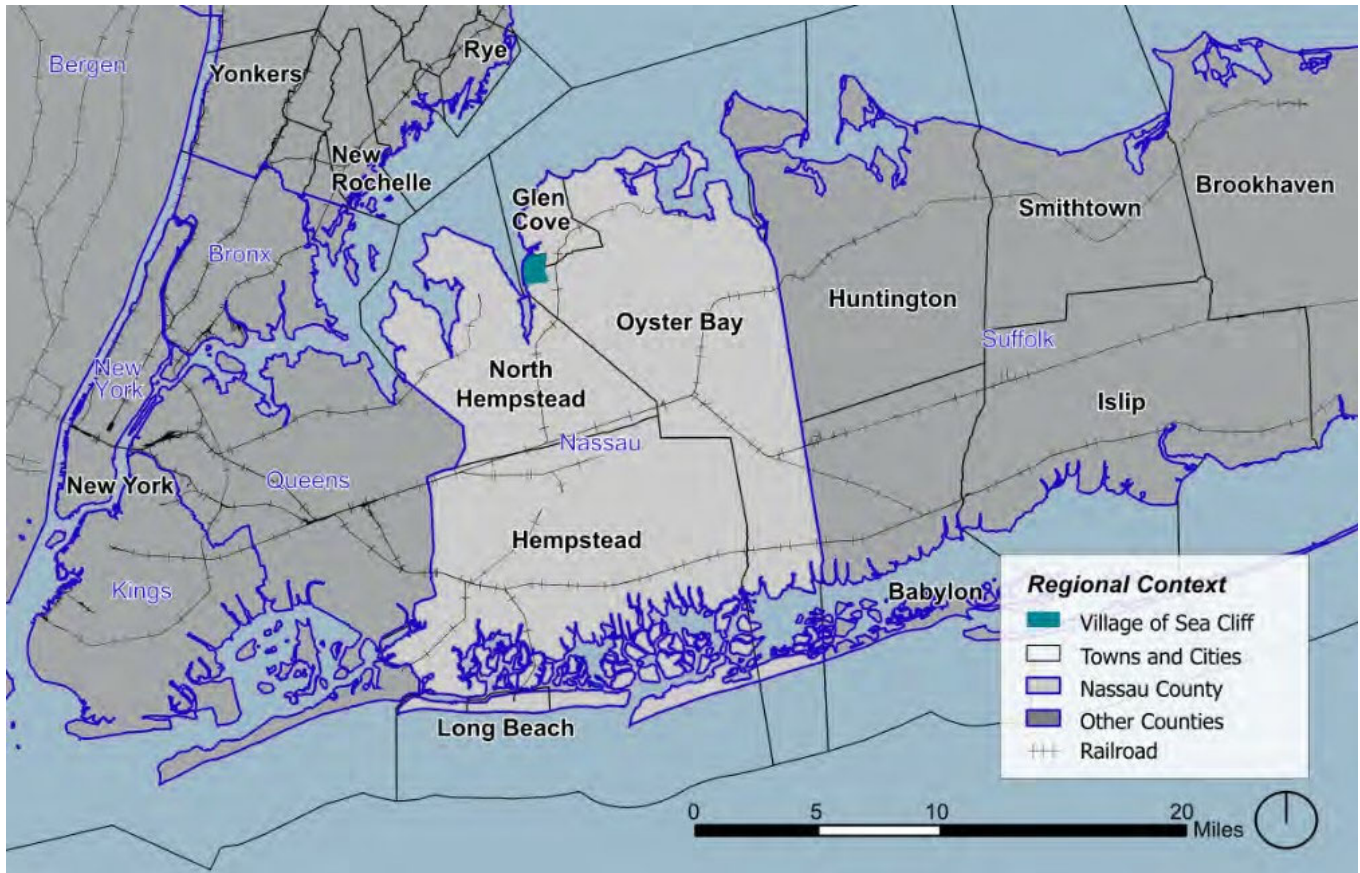 Bergen
Yonkers
Rye
New
Rochelle
Glen
Cove
Brookhaven
Smithtown
Bronx
Huntington
Oyster Bay
Suffolk
New
York
North
Hempstead
Islip
Nassau
Queens
New York
Hempstead
Kings
Babylon
Long Beach
Regional Context
Village of Sea Cliff
Towns and Cities
Nassau County
Other Counties
Railroad
0 5 10 20
Miles